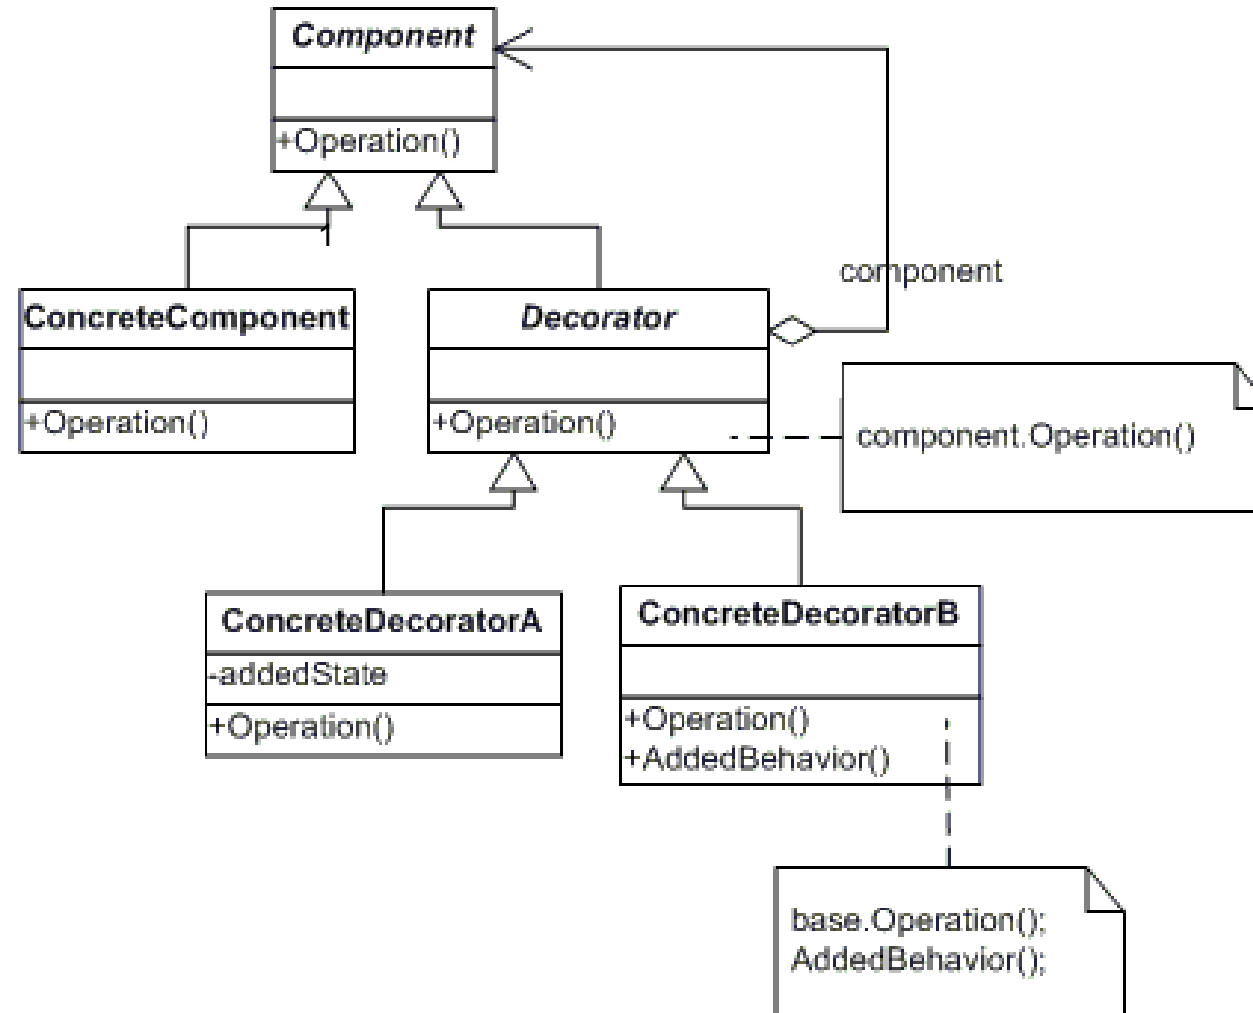 Component
+Operation()
component
ConcreteComponent
+Operation()
Decorator
+Operation()
component.Operation()
ConcreteDecoratorA
-addedState
+Operation()
ConcreteDecoratorB
+Operation()
+AddedBehavior()
base.Operation();
AddedBehavior();